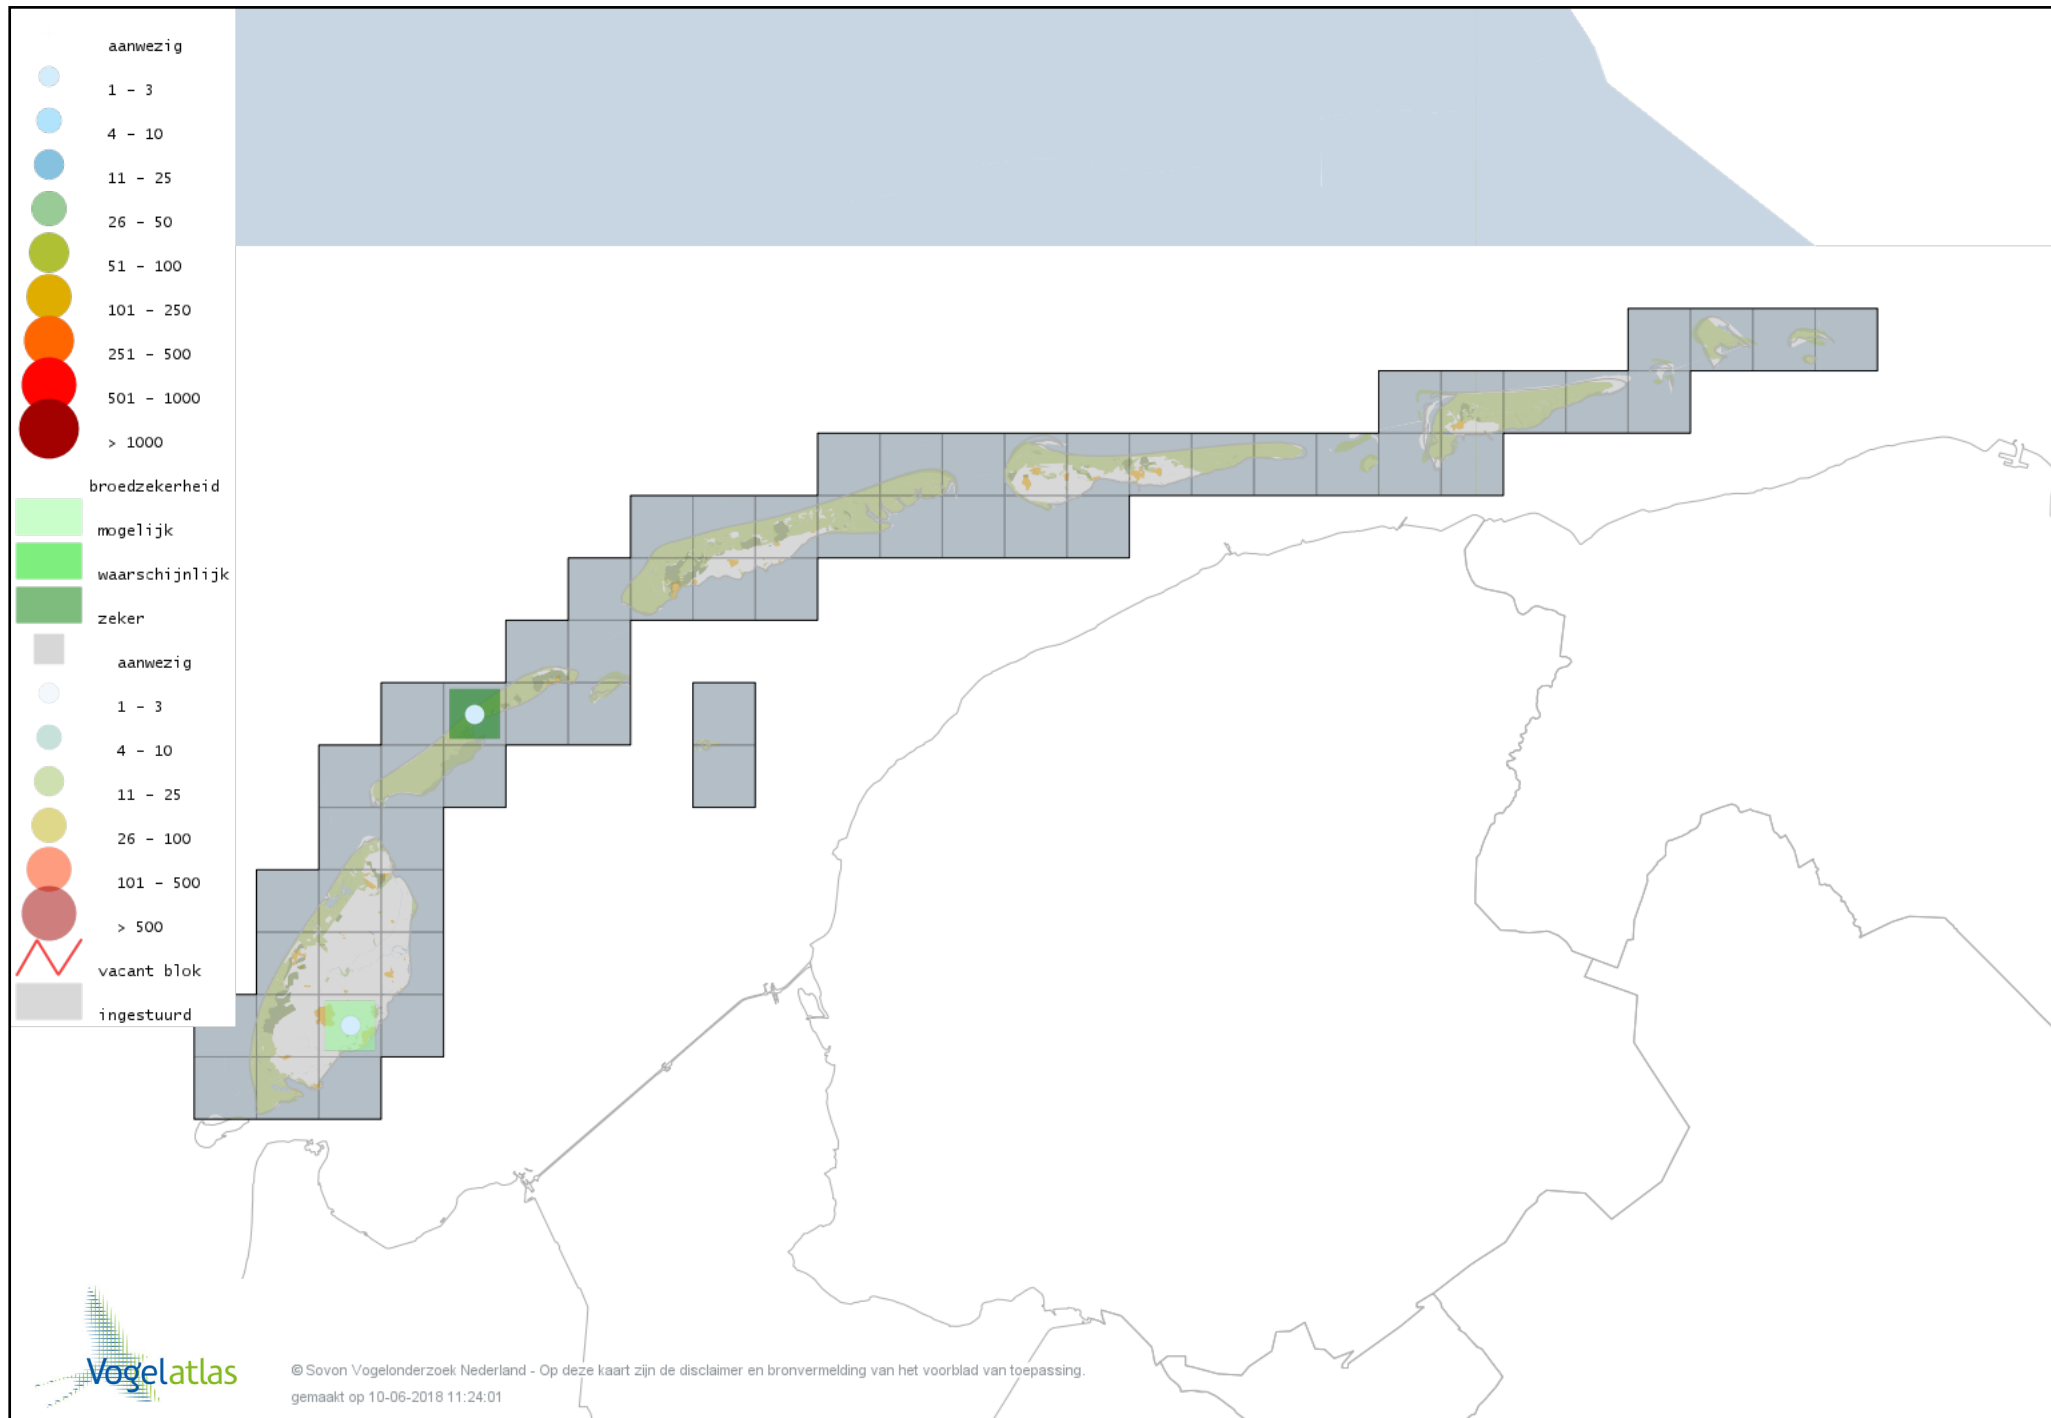 aanwezig
1 - 3
4 - 10
11 - 25
26 - 50
51 - 100
101 - 250
251 - 500
501 - 1000
> 1000
broedzekerheid
mogelijk
waarschijnlijk
zeker
aanwezig
1 - 3
4 - 10
11 - 25
26 - 100
101 - 500
> 500
vacant blok
ingestuurd
Vogelatlas
© Sovon Vogelonderzoek Nederland - Op deze kaart zijn de disclaimer en bronvermelding van het voorblad van toepassing.
gemaakt op 10-06-2018 11:24:01